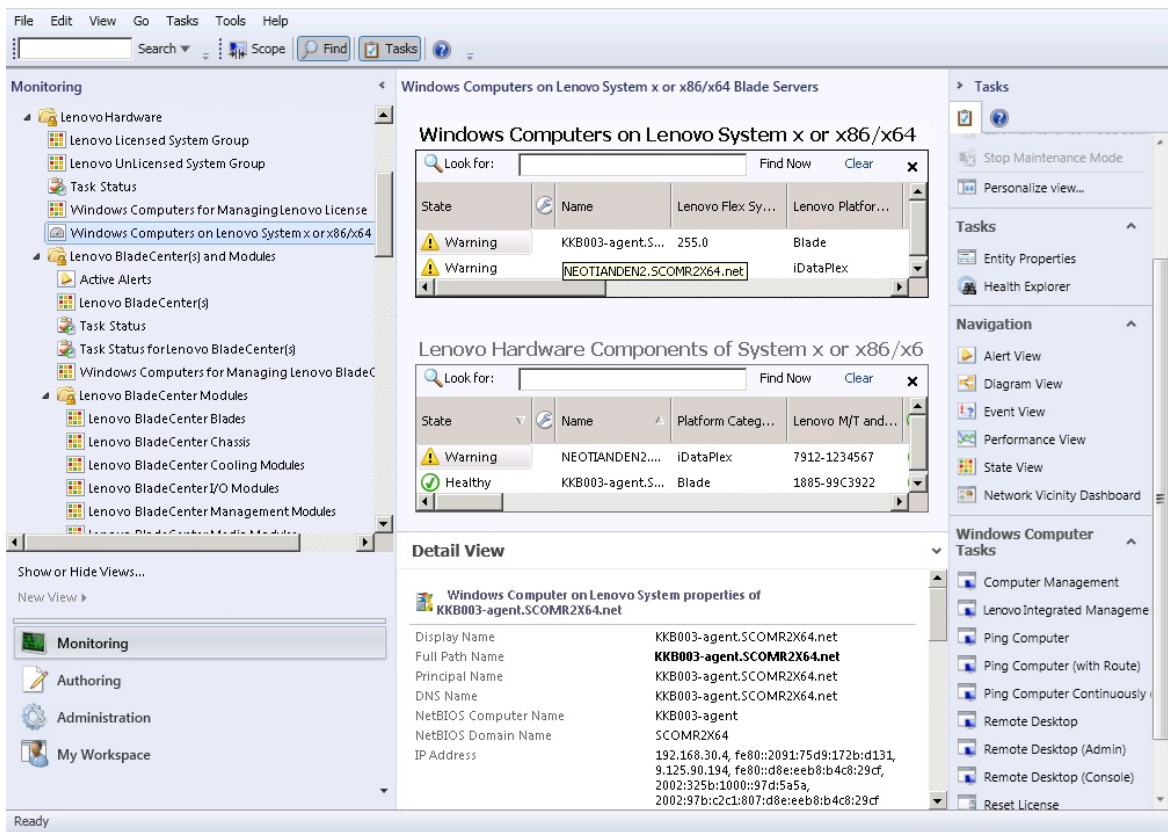 File Edit View Go Tasks Tools Help
Search Scope Find Tasks
Monitoring
Lenovo Hardware
Lenovo Licensed System Group
Lenovo UnLicensed System Group
Task Status
Windows Computers for Managing Lenovo License
Windows Computers on Lenovo System x or x86/x64
Lenovo BladeCenter(s) and Modules
Active Alerts
Lenovo BladeCenter(s)
Task Status
Task Status for Lenovo BladeCenter(s)
Windows Computers for Managing Lenovo BladeC
Lenovo BladeCenter Modules
Lenovo BladeCenter Blades
Lenovo BladeCenter Chassis
Lenovo BladeCenter Cooling Modules
Lenovo BladeCenter I/O Modules
Lenovo BladeCenter Management Modules
Show or Hide Views...
New View
Monitoring
Authoring
Administration
My Workspace
Ready
Windows Computers on Lenovo System x or x86/x64 Blade Servers
Windows Computers on Lenovo System x or x86/x64
Look for: Find Now Clear
State Name Lenovo Flex Sy... Lenovo Platfor...
Warning KKB003-agent.S... 255.0 Blade
Warning NEOTIANDEN2.SCOMR2X64.net iDataPlex
Lenovo Hardware Components of System x or x86/x6
Look for: Find Now Clear
State Name Platform Categ... Lenovo M/T and...
Warning NEOTIANDEN2.... iDataPlex 7912-1234567
Healthy KKB003-agent.S... Blade 1885-99C3922
Detail View
Windows Computer on Lenovo System properties of
KKB003-agent.SCOMR2X64.net
Display Name KKB003-agent.SCOMR2X64.net
Full Path Name KKB003-agent.SCOMR2X64.net
Principal Name KKB003-agent.SCOMR2X64.net
DNS Name KKB003-agent.SCOMR2X64.net
NetBIOS Computer Name KKB003-agent
NetBIOS Domain Name SCOMR2X64
IP Address 192.168.30.4, fe80::2091:75d9:172b:d131,
9.125.90.194, fe80::d8e:eeb8:b4c8:29cf,
2002:325b:1000::97d:5a5a,
2002:97b:c2c1:807:d8e:eeb8:b4c8:29cf
Tasks
Stop Maintenance Mode
Personalize view...
Tasks
Entity Properties
Health Explorer
Navigation
Alert View
Diagram View
Event View
Performance View
State View
Network Vicinity Dashboard
Windows Computer
Tasks
Computer Management
Lenovo Integrated Manageme
Ping Computer
Ping Computer (with Route)
Ping Computer Continuously
Remote Desktop
Remote Desktop (Admin)
Remote Desktop (Console)
Reset License